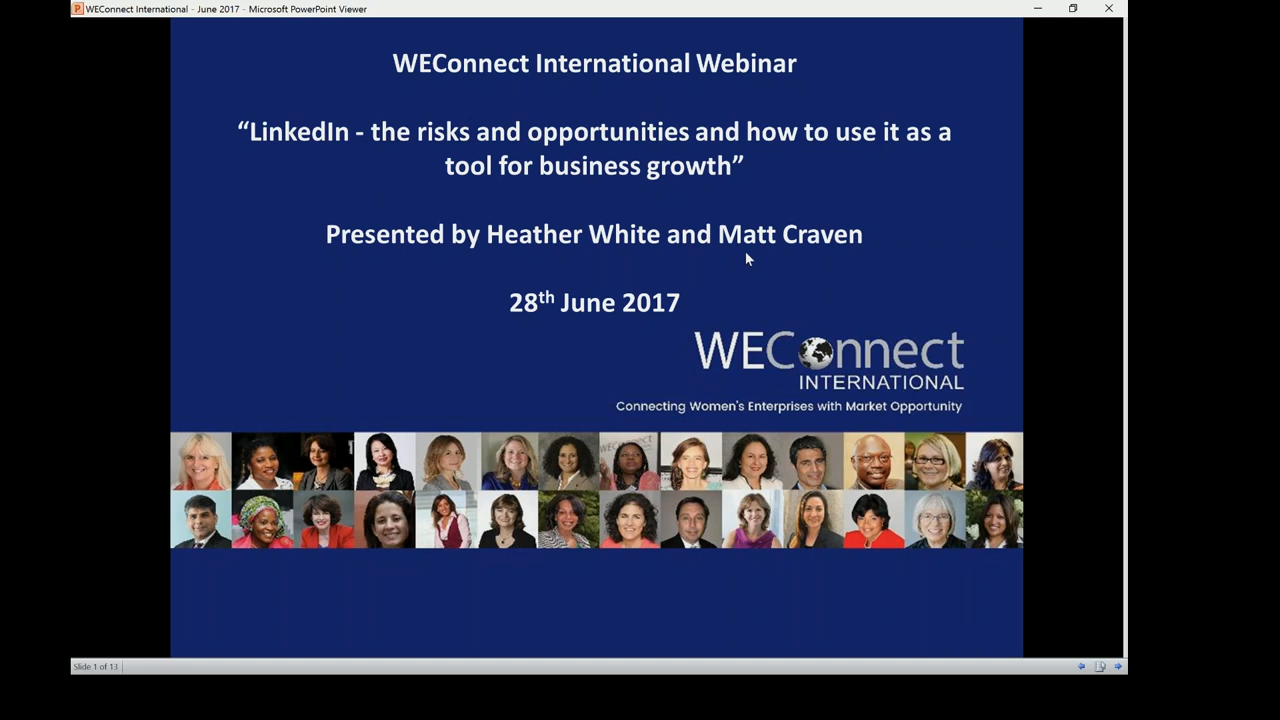 WEConnect International - June 2017 - Microsoft PowerPoint Viewer
WEConnect International Webinar
“LinkedIn - the risks and opportunities and how to use it as a
tool for business growth”
Presented by Heather White and Matt Craven
28th June 2017
WEConnect
INTERNATIONAL
Connecting Women's Enterprises with Market Opportunity
Slide 1 of 13